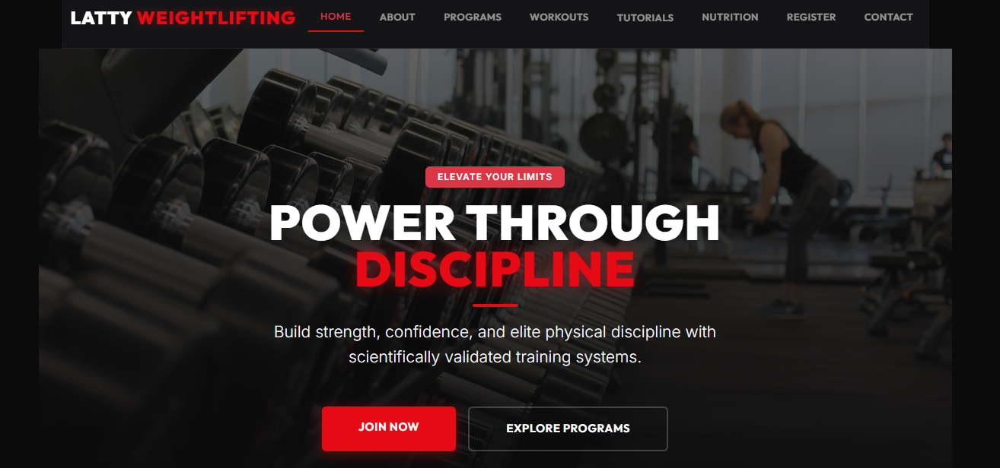 LATTY WEIGHTLIFTING HOME ABOUT PROGRAMS WORKOUTS TUTORIALS NUTRITION REGISTER CONTACT
ELEVATE YOUR LIMITS
POWER THROUGH
DISCIPLINE
Build strength, confidence, and elite physical discipline with
scientifically validated training systems.
JOIN NOW EXPLORE PROGRAMS